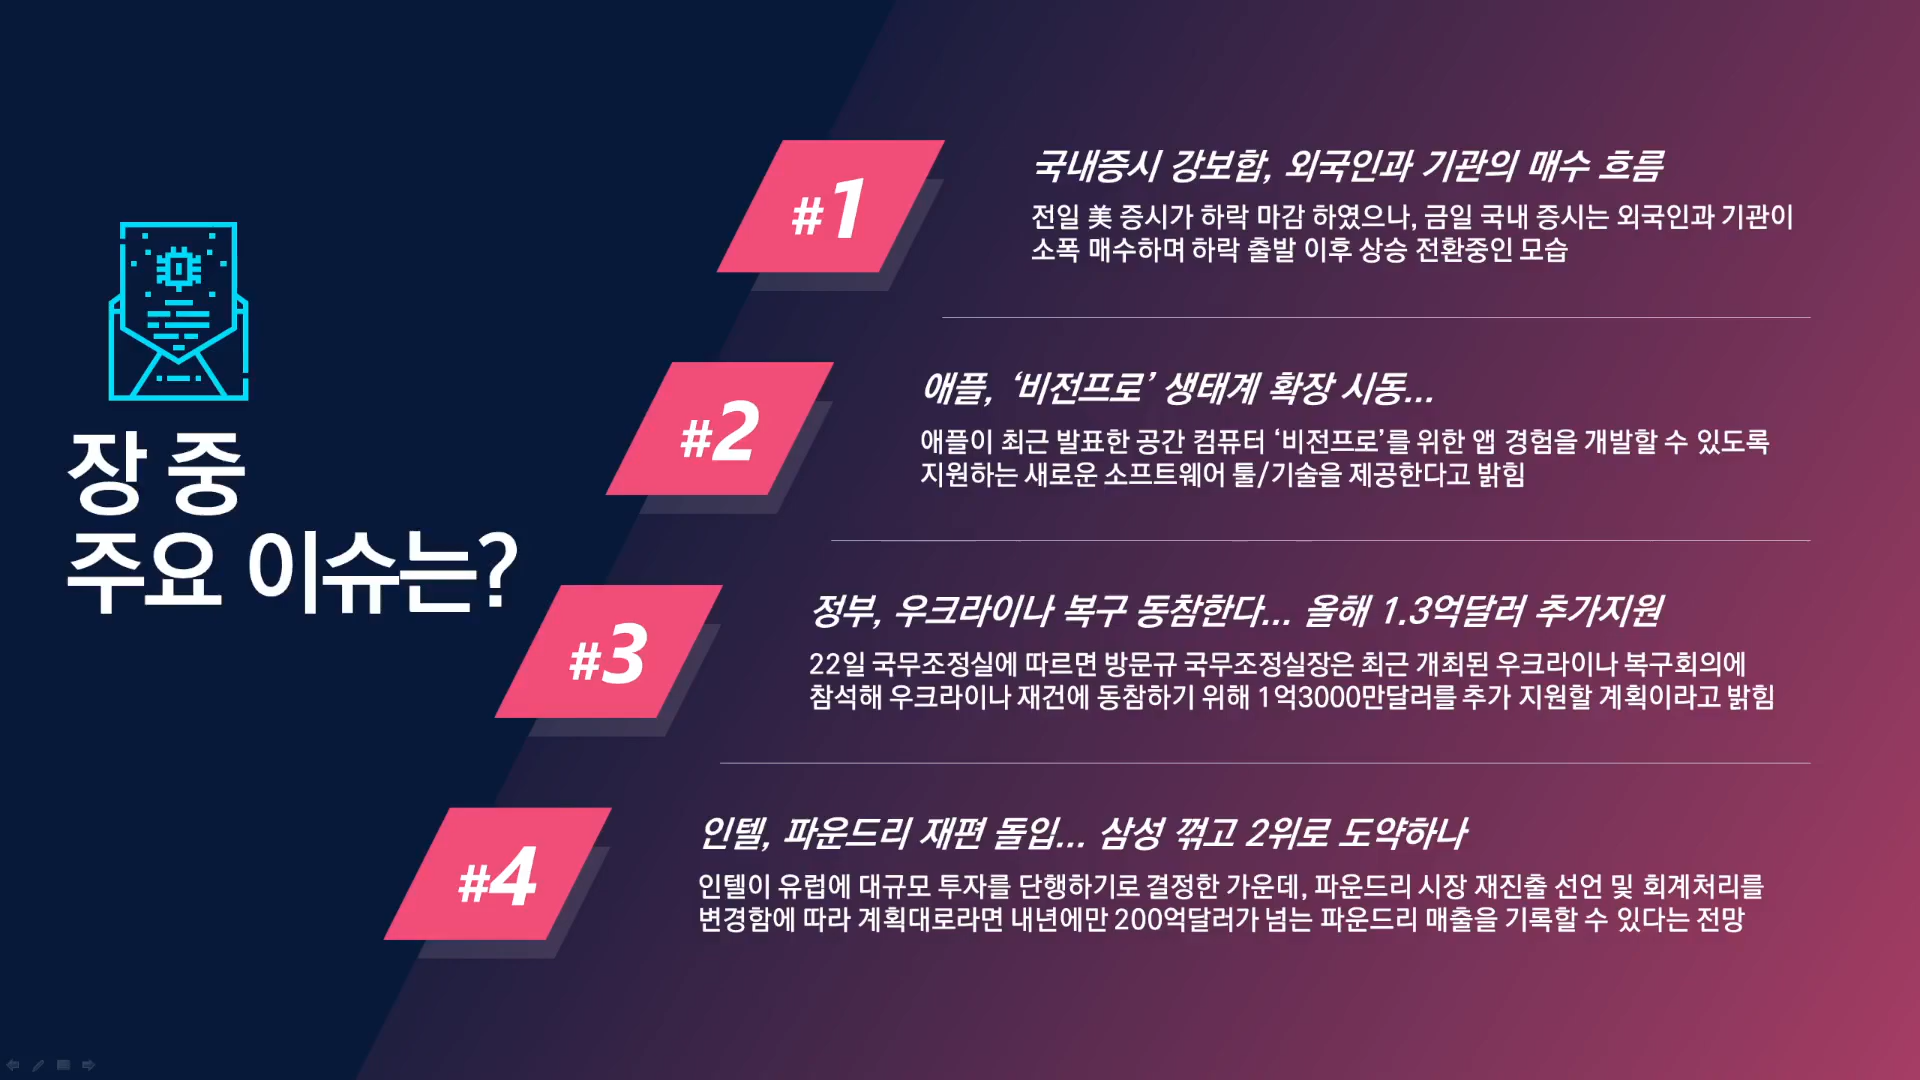 장 중
주요 이슈는?
#1
국내증시 강보합, 외국인과 기관의 매수 흐름
전일 美 증시가 하락 마감 하였으나, 금일 국내 증시는 외국인과 기관이
소폭 매수하며 하락 출발 이후 상승 전환중인 모습
#2
애플, ‘비전프로’ 생태계 확장 시동...
애플이 최근 발표한 공간 컴퓨터 ‘비전프로’를 위한 앱 경험을 개발할 수 있도록
지원하는 새로운 소프트웨어 툴/기술을 제공한다고 밝힘
#3
정부, 우크라이나 복구 동참한다... 올해 1.3억달러 추가지원
22일 국무조정실에 따르면 방문규 국무조정실장은 최근 개최된 우크라이나 복구회의에
참석해 우크라이나 재건에 동참하기 위해 1억3000만달러를 추가 지원할 계획이라고 밝힘
#4
인텔, 파운드리 재편 돌입... 삼성 꺾고 2위로 도약하나
인텔이 유럽에 대규모 투자를 단행하기로 결정한 가운데, 파운드리 시장 재진출 선언 및 회계처리를
변경함에 따라 계획대로라면 내년에만 200억달러가 넘는 파운드리 매출을 기록할 수 있다는 전망